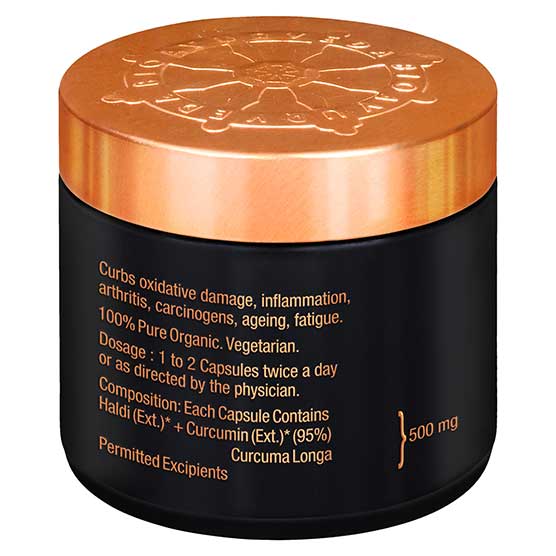 Curbs oxidative damage, inflammation,
arthritis, carcinogens, ageing, fatigue.
100% Pure Organic. Vegetarian.
Dosage : 1 to 2 Capsules twice a day
or as directed by the physician.
Composition: Each Capsule Contains
Haldi (Ext.)* + Curcumin (Ext.)* (95%)
Curcuma Longa
500 mg
Permitted Excipients